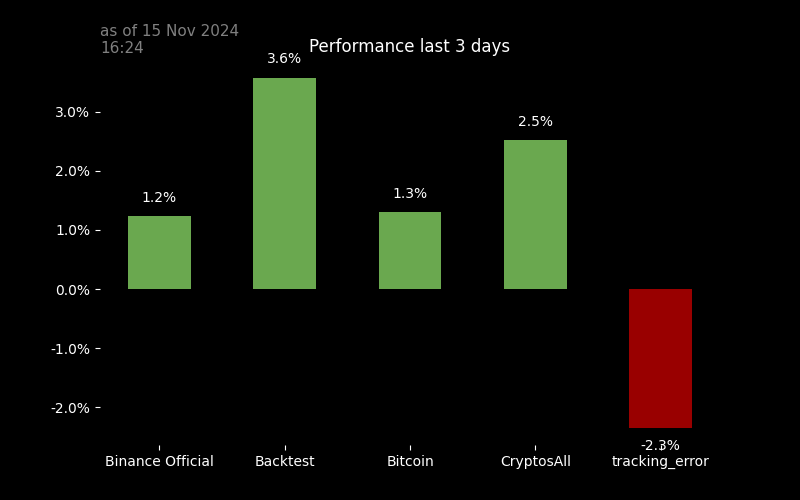 as of 15 Nov 2024
16:24
Performance last 3 days
3.6%
3.0%
2.5%
2.0%
1.2%
1.3%
1.0%
0.0%
-1.0%
-2.0%
-2.3%
Binance Official
Backtest
Bitcoin
CryptosAll
tracking_error